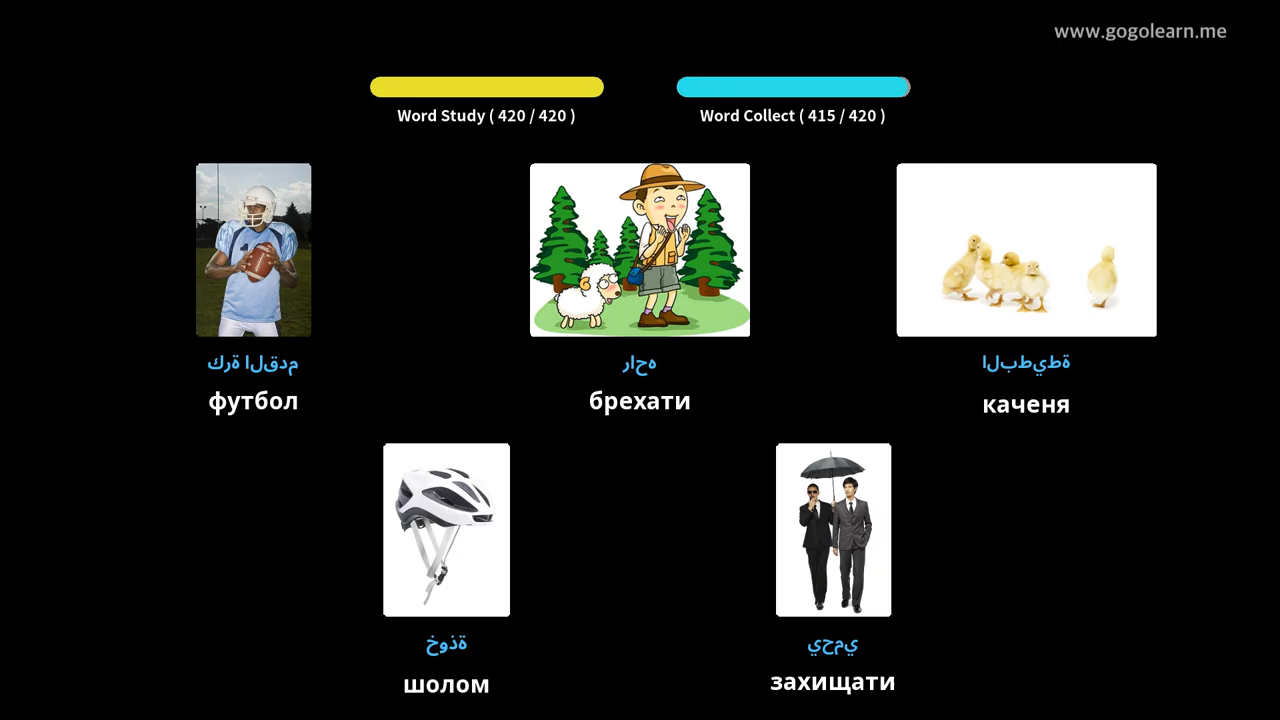 www.gogolearn.me
Word Study ( 420 / 420 )
Word Collect ( 415 / 420 )
كرة القدم
راحه
البطيطة
футбол
брехати
каченя
خوذة
يحمي
шолом
захищати